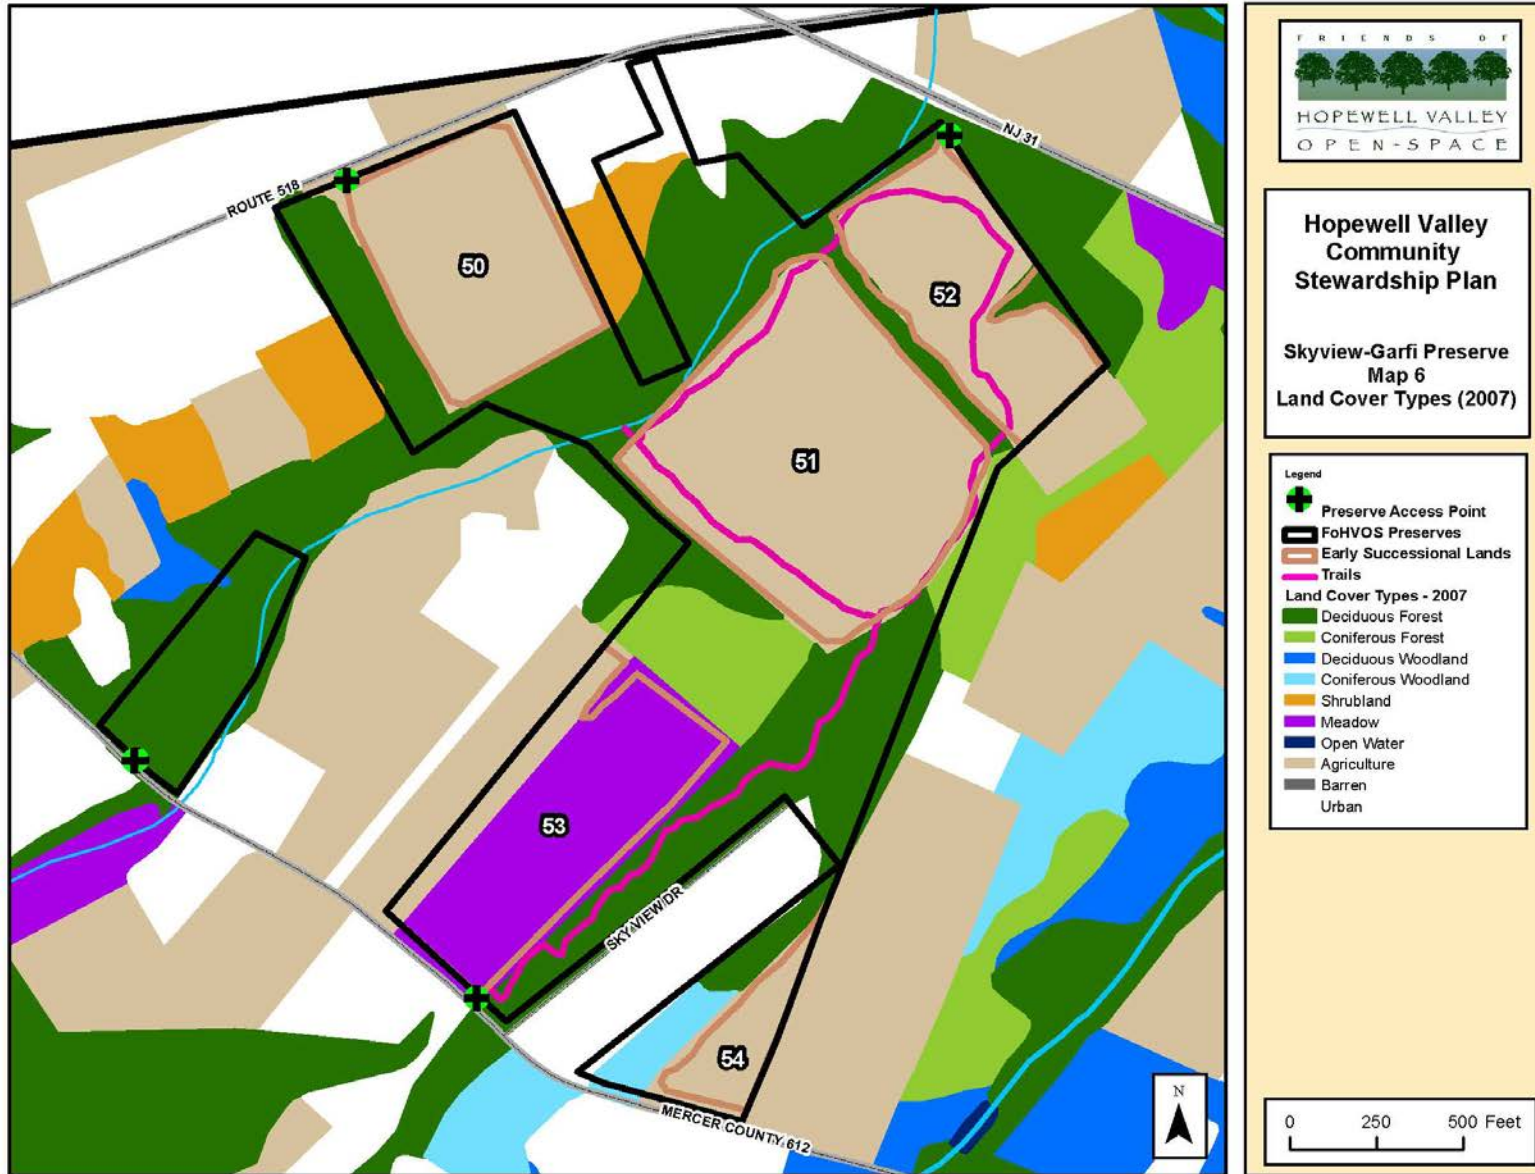 ROUTE 518
NJ 31
50
52
51
53
SKY VIEW DR
54
MERCER COUNTY 612
N
FRIENDS OF
HOPEWELL VALLEY
OPEN-SPACE
Hopewell Valley
Community
Stewardship Plan
Skyview-Garfi Preserve
Map 6
Land Cover Types (2007)
Legend
Preserve Access Point
FoHVOS Preserves
Early Successional Lands
Trails
Land Cover Types - 2007
Deciduous Forest
Coniferous Forest
Deciduous Woodland
Coniferous Woodland
Shrubland
Meadow
Open Water
Agriculture
Barren
Urban
0 250 500 Feet